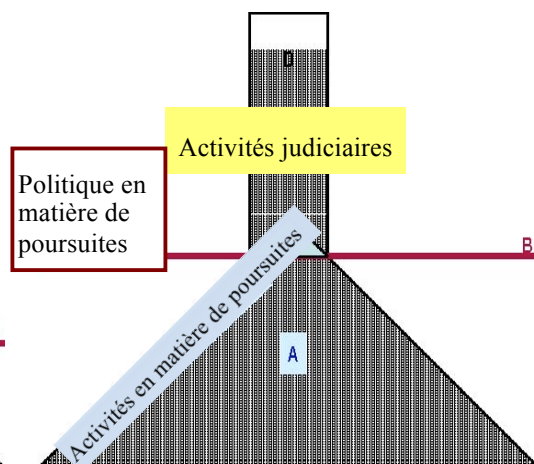 D
Activités judiciaires
Politique en
matière de
poursuites
B
Activités en matière de poursuites
A